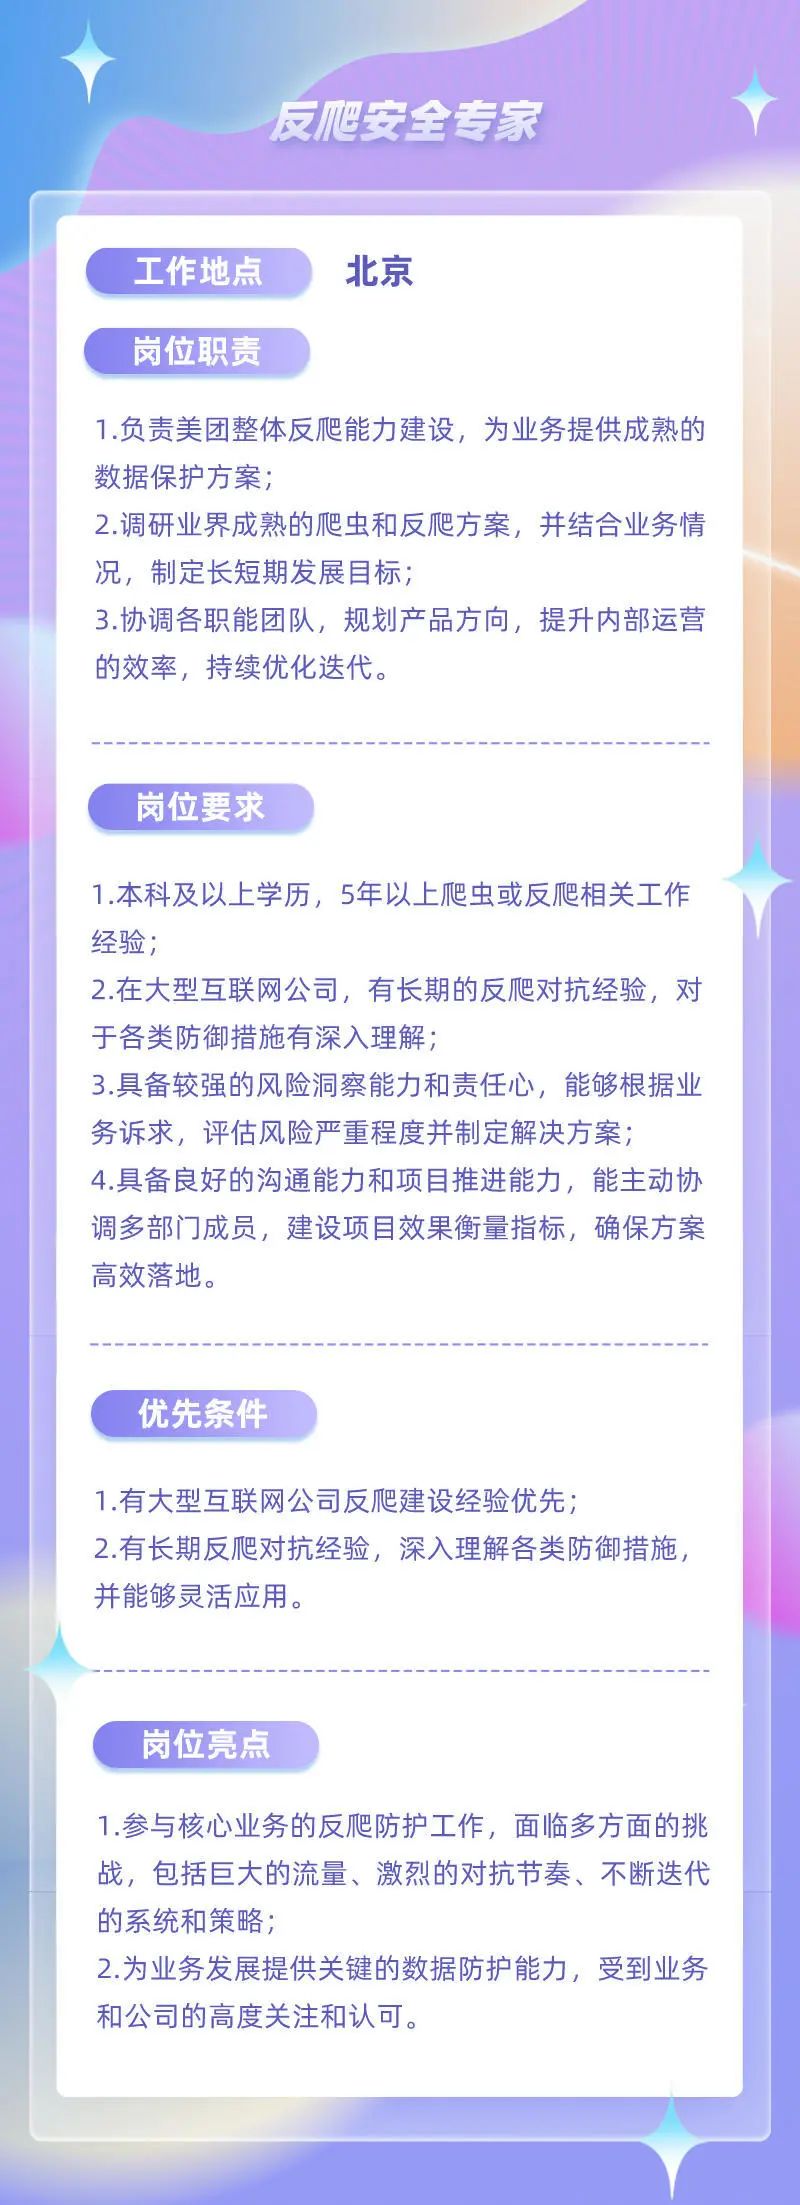 反爬安全专家
工作地点 北京
岗位职责
1.负责美团整体反爬能力建设，为业务提供成熟的
数据保护方案；
2.调研业界成熟的爬虫和反爬方案，并结合业务情
况，制定长短期发展目标；
3.协调各职能团队，规划产品方向，提升内部运营
的效率，持续优化迭代。
岗位要求
1.本科及以上学历，5年以上爬虫或反爬相关工作
经验；
2.在大型互联网公司，有长期的反爬对抗经验，对
于各类防御措施有深入理解；
3.具备较强的风险洞察能力和责任心，能够根据业
务诉求，评估风险严重程度并制定解决方案；
4.具备良好的沟通能力和项目推进能力，能主动协
调多部门成员，建设项目效果衡量指标，确保方案
高效落地。
优先条件
1.有大型互联网公司反爬建设经验优先；
2.有长期反爬对抗经验，深入理解各类防御措施，
并能够灵活应用。
岗位亮点
1.参与核心业务的反爬防护工作，面临多方面的挑
战，包括巨大的流量、激烈的对抗节奏、不断迭代
的系统和策略；
2.为业务发展提供关键的数据防护能力，受到业务
和公司的高度关注和认可。